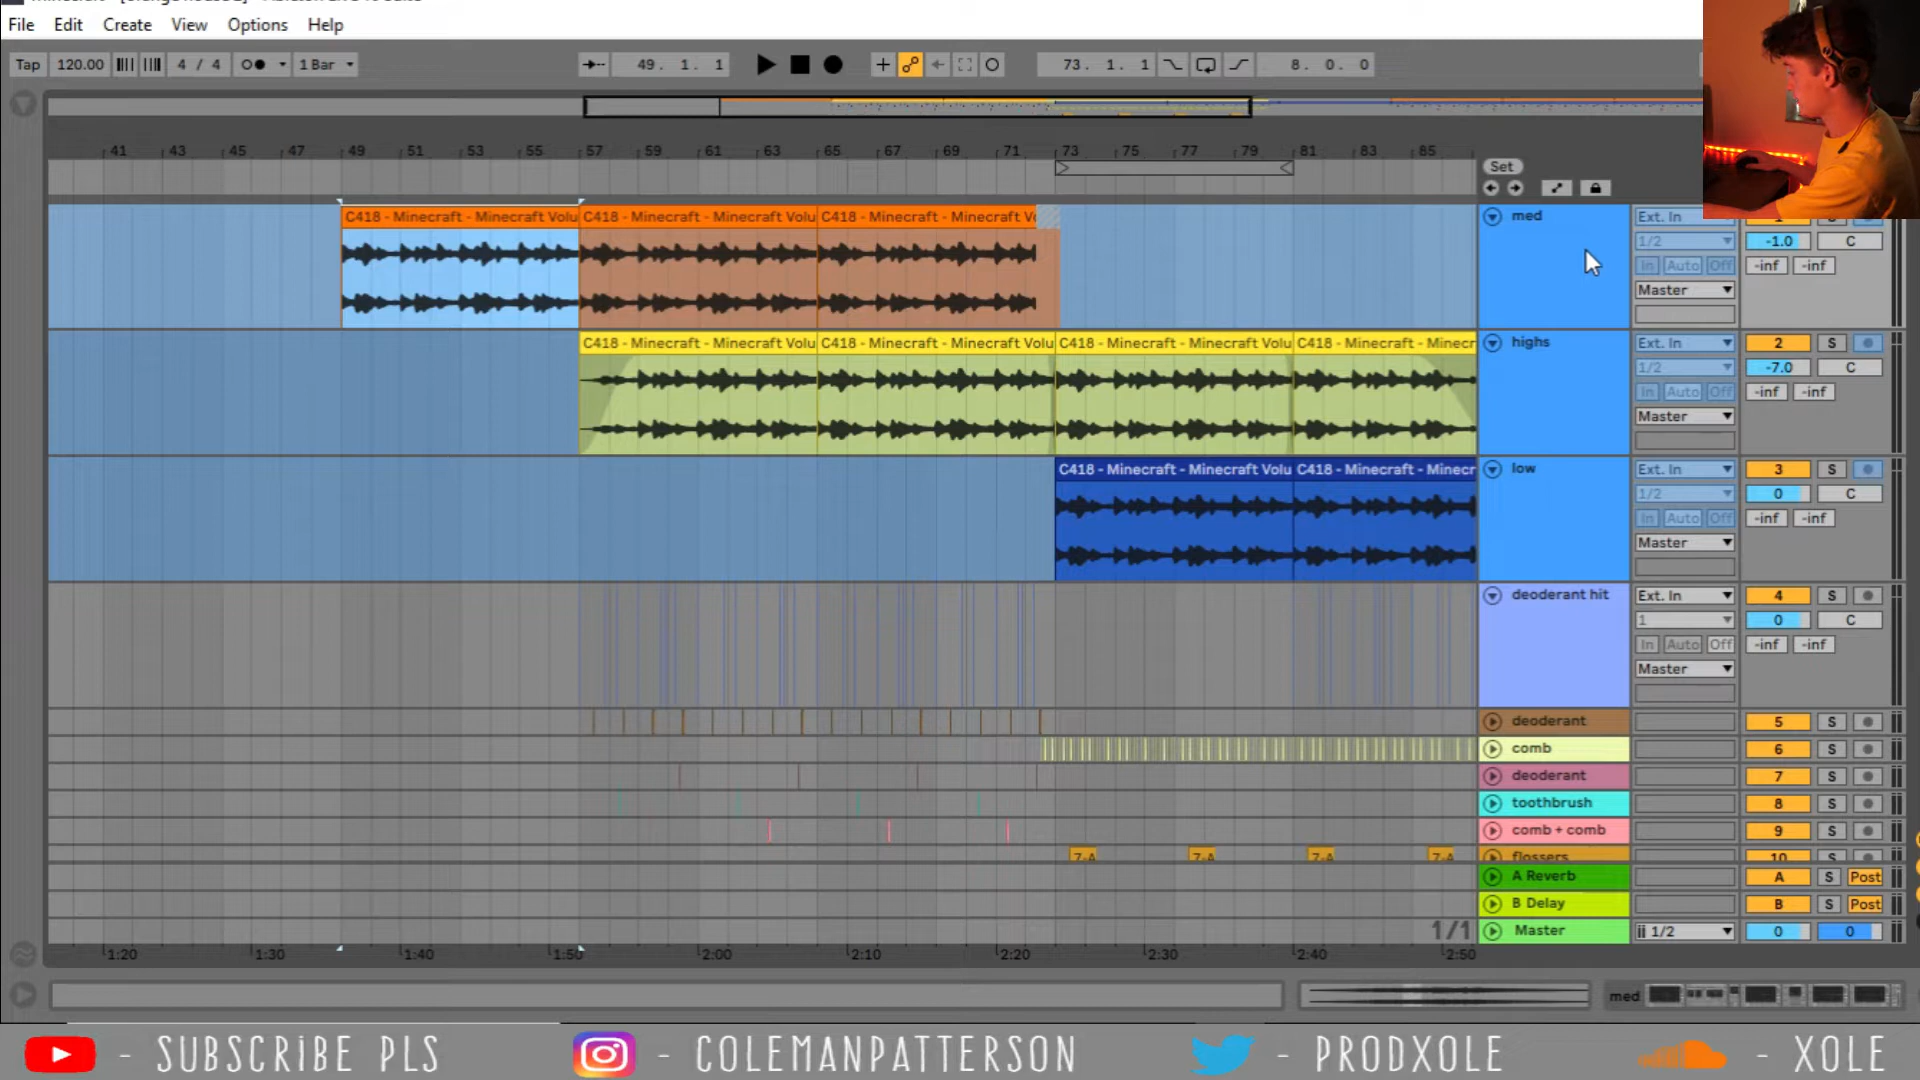 File Edit Create View Options Help
Tap 120.00 4 / 4 1 Bar 49. 1. 1 73. 1. 1 8. 0. 0
41 43 45 47 49 51 53 55 57 59 61 63 65 67 69 71 73 75 77 79 81 83 85
Set
C418 - Minecraft - Minecraft Volu C418 - Minecraft - Minecraft Volu C418 - Minecraft - Minecraft V med Ext. In
1/2 -1.0 C
In Auto Off -inf -inf
Master
C418 - Minecraft - Minecraft Volu C418 - Minecraft - Minecraft Volu C418 - Minecraft - Minecraft Volu C418 - Minecraft - Minecr highs Ext. In 2 S
1/2 -7.0 C
In Auto Off -inf -inf
Master
C418 - Minecraft - Minecraft Volu C418 - Minecraft - Minecr low Ext. In 3 S
1/2 0 C
In Auto Off -inf -inf
Master
deoderant hit Ext. In 4 S
1 0 C
In Auto Off -inf -inf
Master
deoderant 5 S
comb 6 S
deoderant 7 S
toothbrush 8 S
comb + comb 9 S
7-A 7-A 7-A 7-A flossers 10 S
A Reverb A S Post
B Delay B S Post
1/1 Master 1/2 0 0
1:20 1:30 1:40 1:50 2:00 2:10 2:20 2:30 2:40 2:50
med
- SUBSCRIBE PLS - COLEMANPATTERSON - PRODXOLE - XOLE